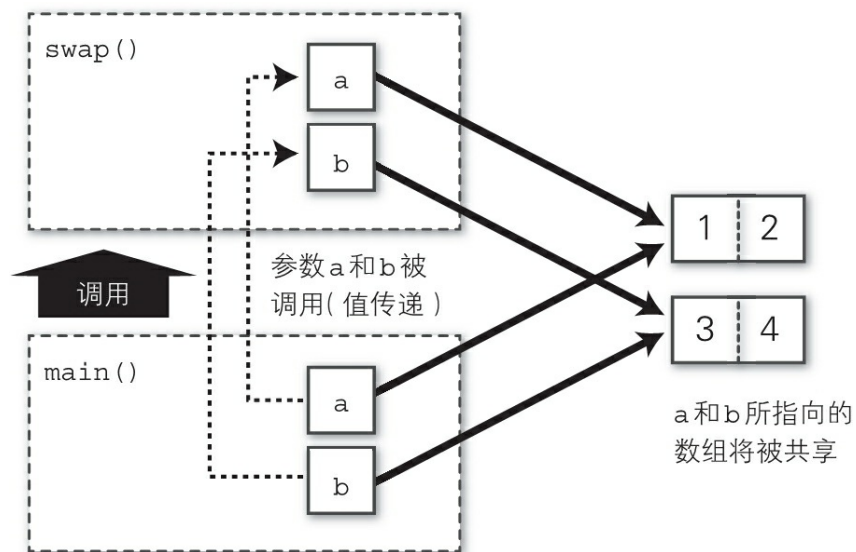 swap()
a
b
1 2
调用
参数a和b被
调用(值传递)
3 4
main()
a
b
a和b所指向的
数组将被共享